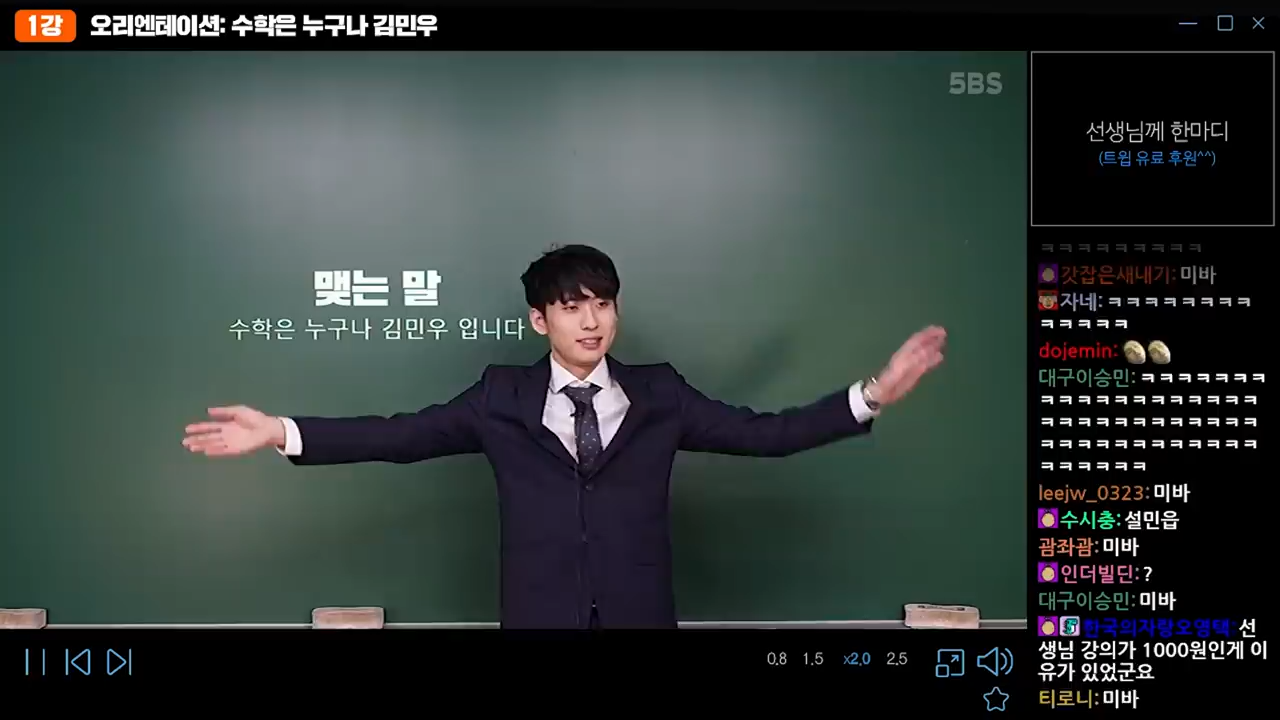 1강 오리엔테이션: 수학은 누구나 김민우
5BS
맺는 말
수학은 누구나 김민우 입니다
0.8 1.5 x2.0 2.5
선생님께 한마디
(트윕 유료 후원^^)
ㅋㅋㅋㅋㅋㅋㅋㅋㅋ
갓잡은새내기: 미바
자네: ㅋㅋㅋㅋㅋㅋㅋㅋ
ㅋㅋㅋㅋㅋ
dojemin:
대구이승민: ㅋㅋㅋㅋㅋㅋㅋ
ㅋㅋㅋㅋㅋㅋㅋㅋㅋㅋㅋㅋ
ㅋㅋㅋㅋㅋㅋㅋㅋㅋㅋㅋㅋ
ㅋㅋㅋㅋㅋㅋㅋㅋㅋㅋㅋㅋ
ㅋㅋㅋㅋㅋㅋ
leejw_0323: 미바
수시충: 설민읍
괌좌괌: 미바
인더빌딘: ?
대구이승민: 미바
한국의자랑오영택: 선
생님 강의가 1000원인게 이
유가 있었군요
티로니: 미바